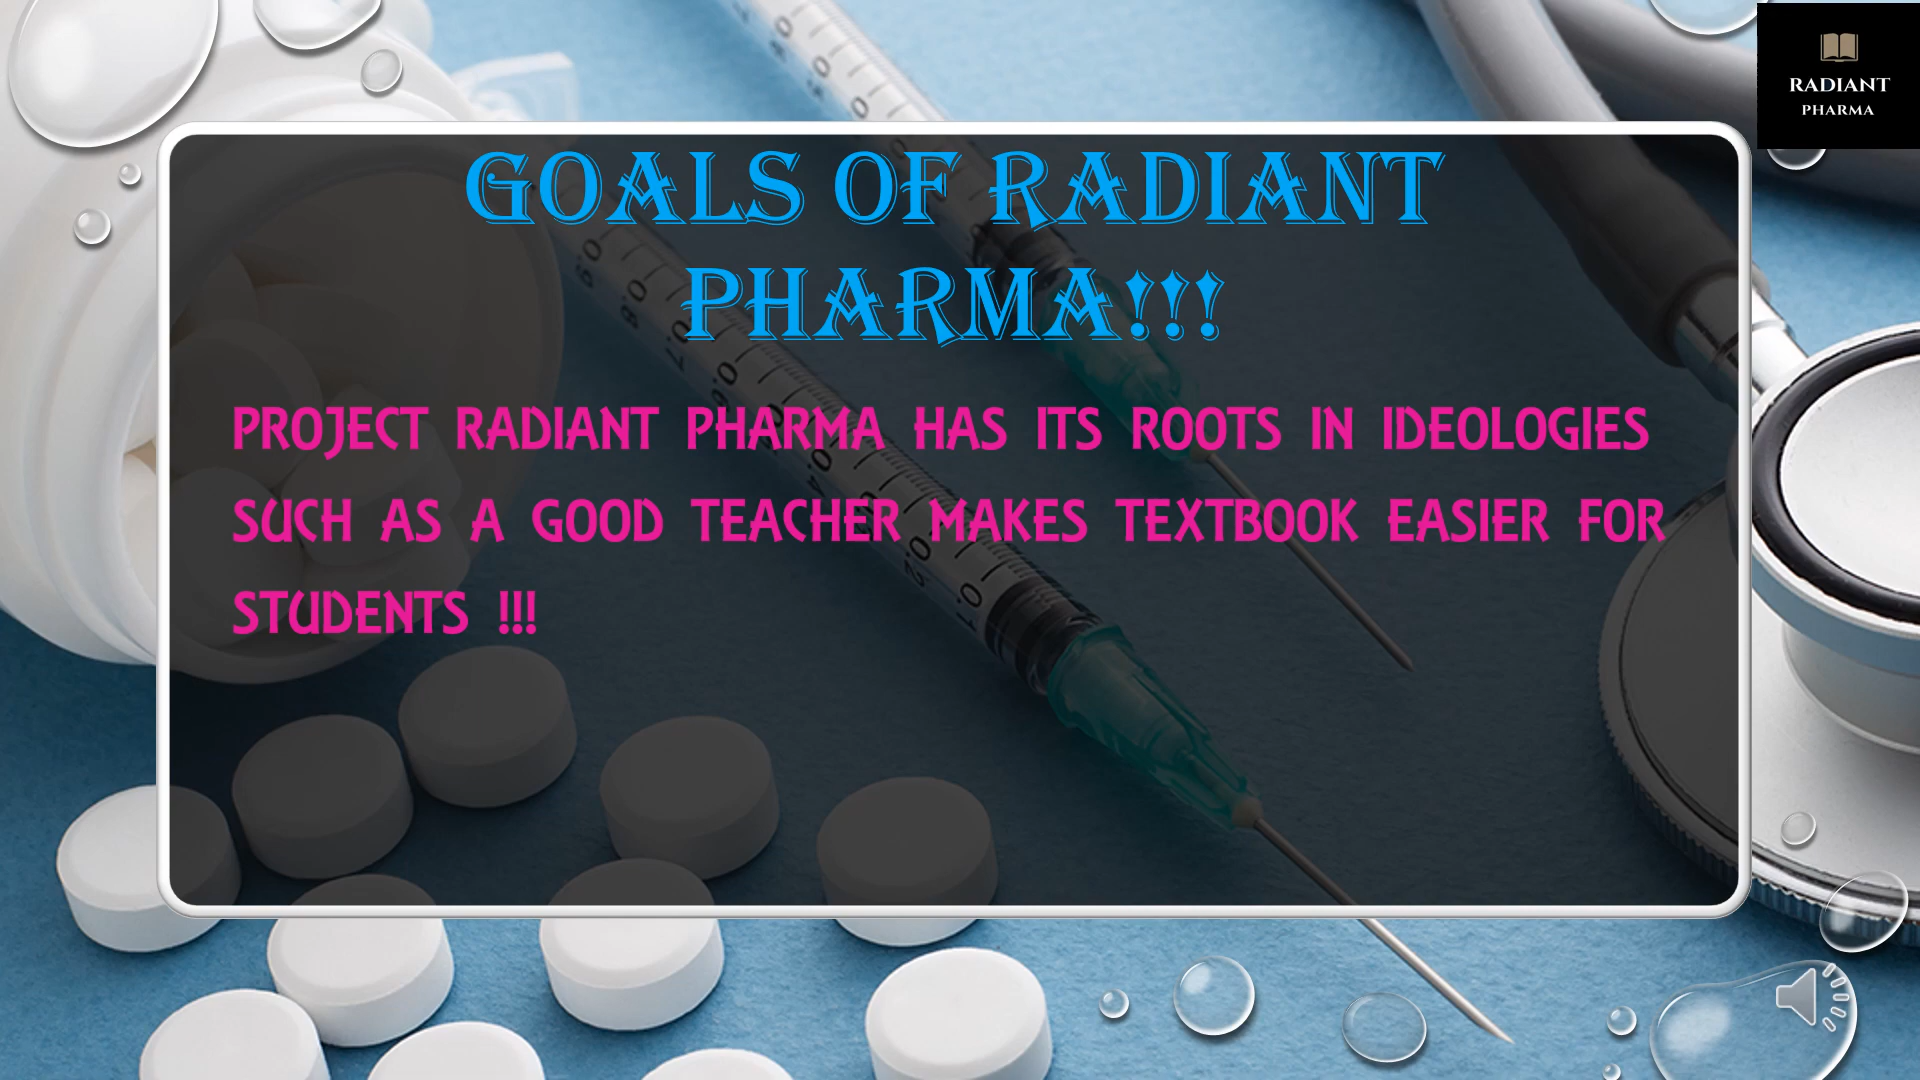 RADIANT
PHARMA
GOALS OF RADIANT
PHARMA!!!
PROJECT RADIANT PHARMA HAS ITS ROOTS IN IDEOLOGIES
SUCH AS A GOOD TEACHER MAKES TEXTBOOK EASIER FOR
STUDENTS !!!